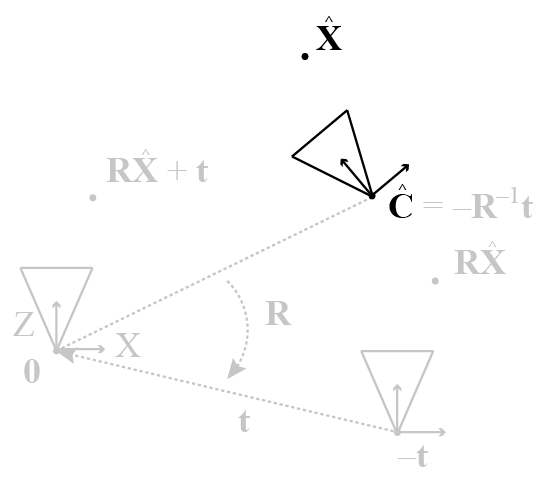 X̂
RX̂ + t
Ĉ = –R⁻¹t
RX̂
R
Z
X
0
t
–t